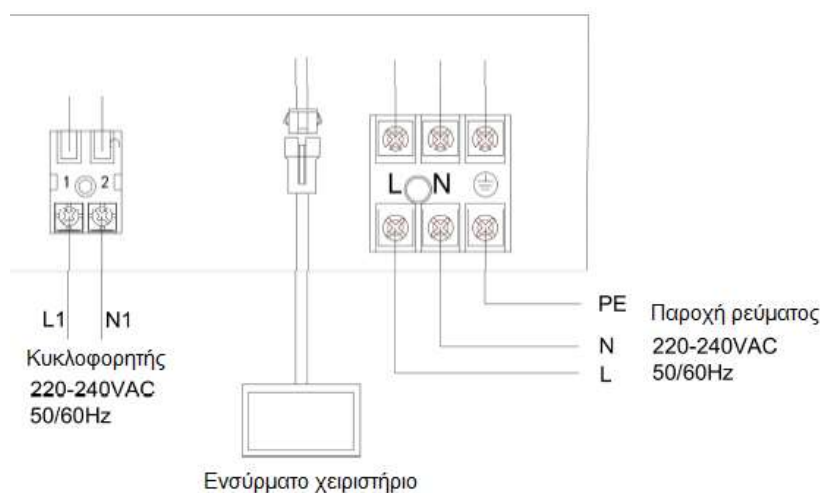 1 2
L N
L1 N1
Κυκλοφορητής
220-240VAC
50/60Hz
Ενσύρματο χειριστήριο
PE
N
L
Παροχή ρεύματος
220-240VAC
50/60Hz